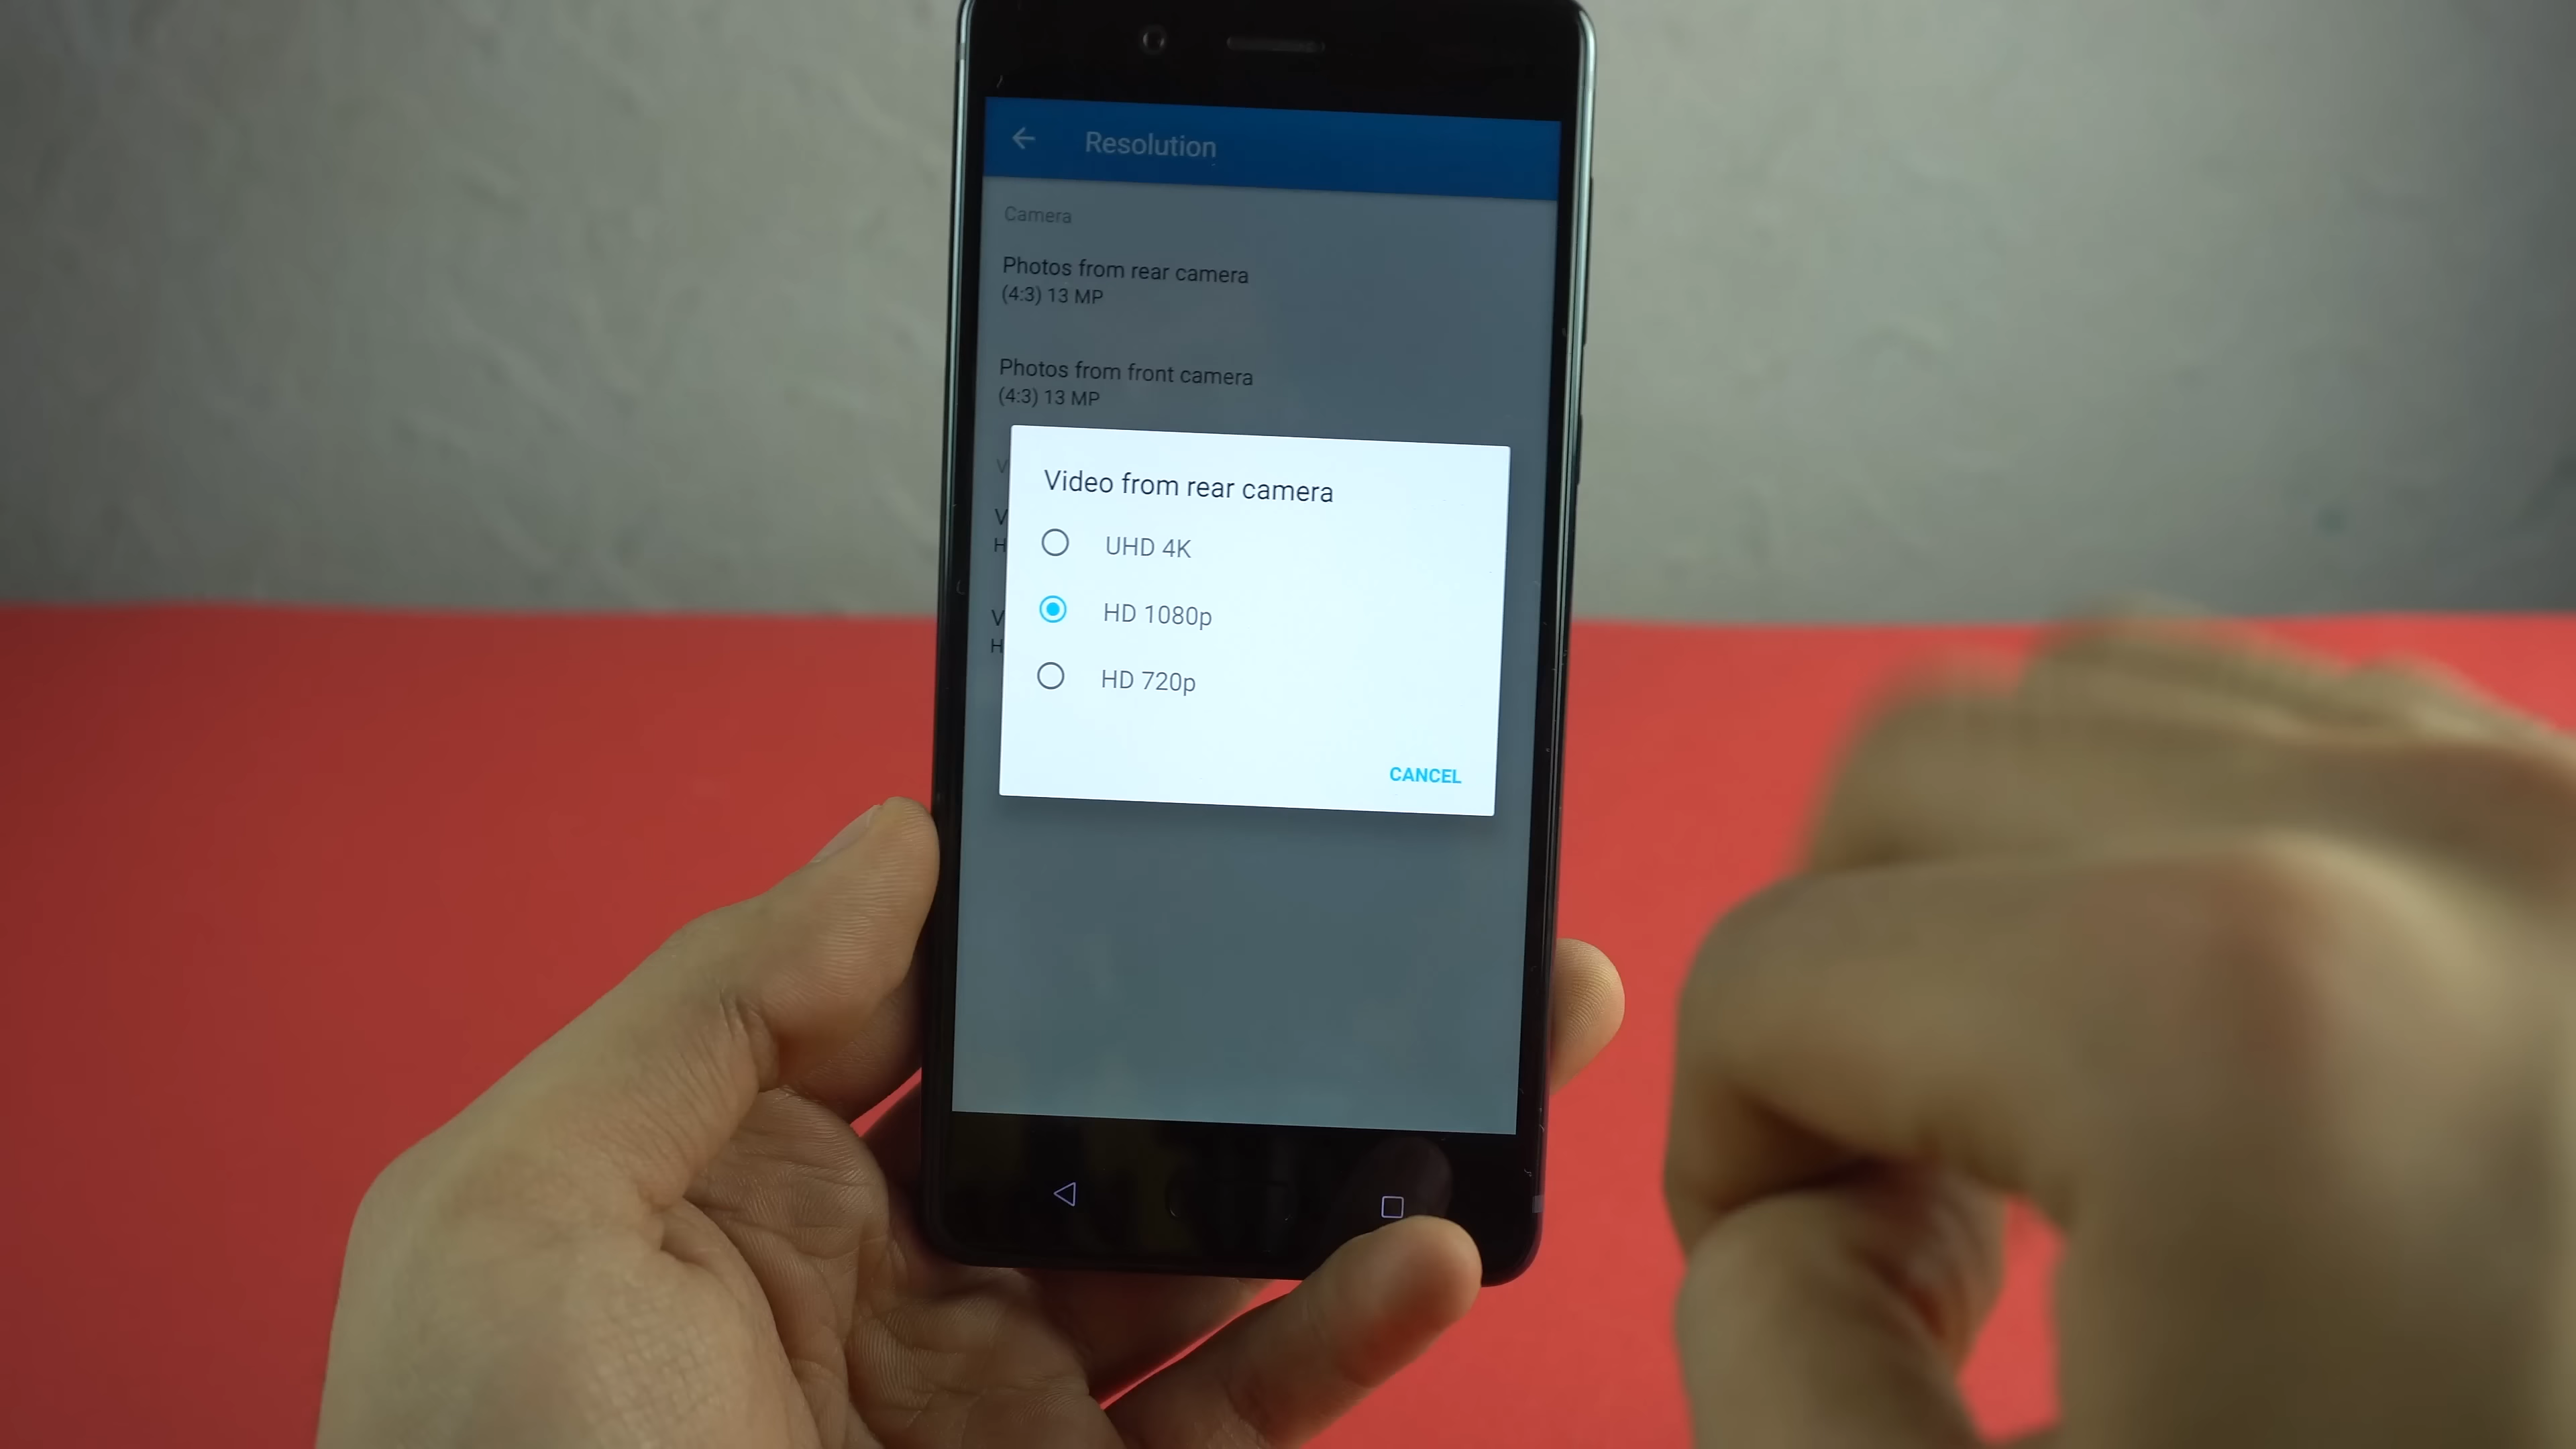 Resolution
Camera
Photos from rear camera
(4:3) 13 MP
Photos from front camera
(4:3) 13 MP
Video from rear camera
UHD 4K
HD 1080p
HD 720p
CANCEL